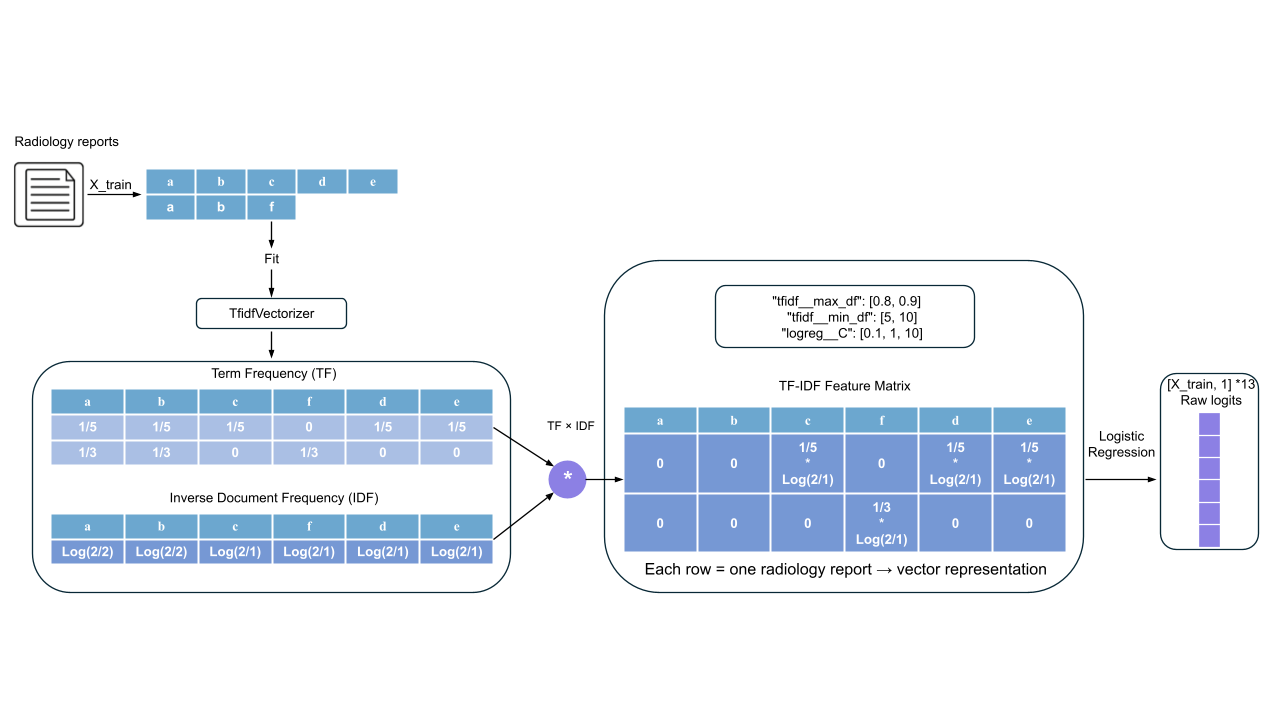 Radiology reports
X_train
a b c d e
a b f
Fit
TfidfVectorizer
Term Frequency (TF)
a b c f d e
1/5 1/5 1/5 0 1/5 1/5
1/3 1/3 0 1/3 0 0
Inverse Document Frequency (IDF)
a b c f d e
Log(2/2) Log(2/2) Log(2/1) Log(2/1) Log(2/1) Log(2/1)
TF × IDF
*
"tfidf__max_df": [0.8, 0.9]
"tfidf__min_df": [5, 10]
"logreg__C": [0.1, 1, 10]
TF-IDF Feature Matrix
a b c f d e
1/5 1/5 1/5
0 0 * 0 * *
Log(2/1) Log(2/1) Log(2/1)
1/3
0 0 0 * 0 0
Log(2/1)
Each row = one radiology report → vector representation
Logistic
Regression
[X_train, 1] *13
Raw logits